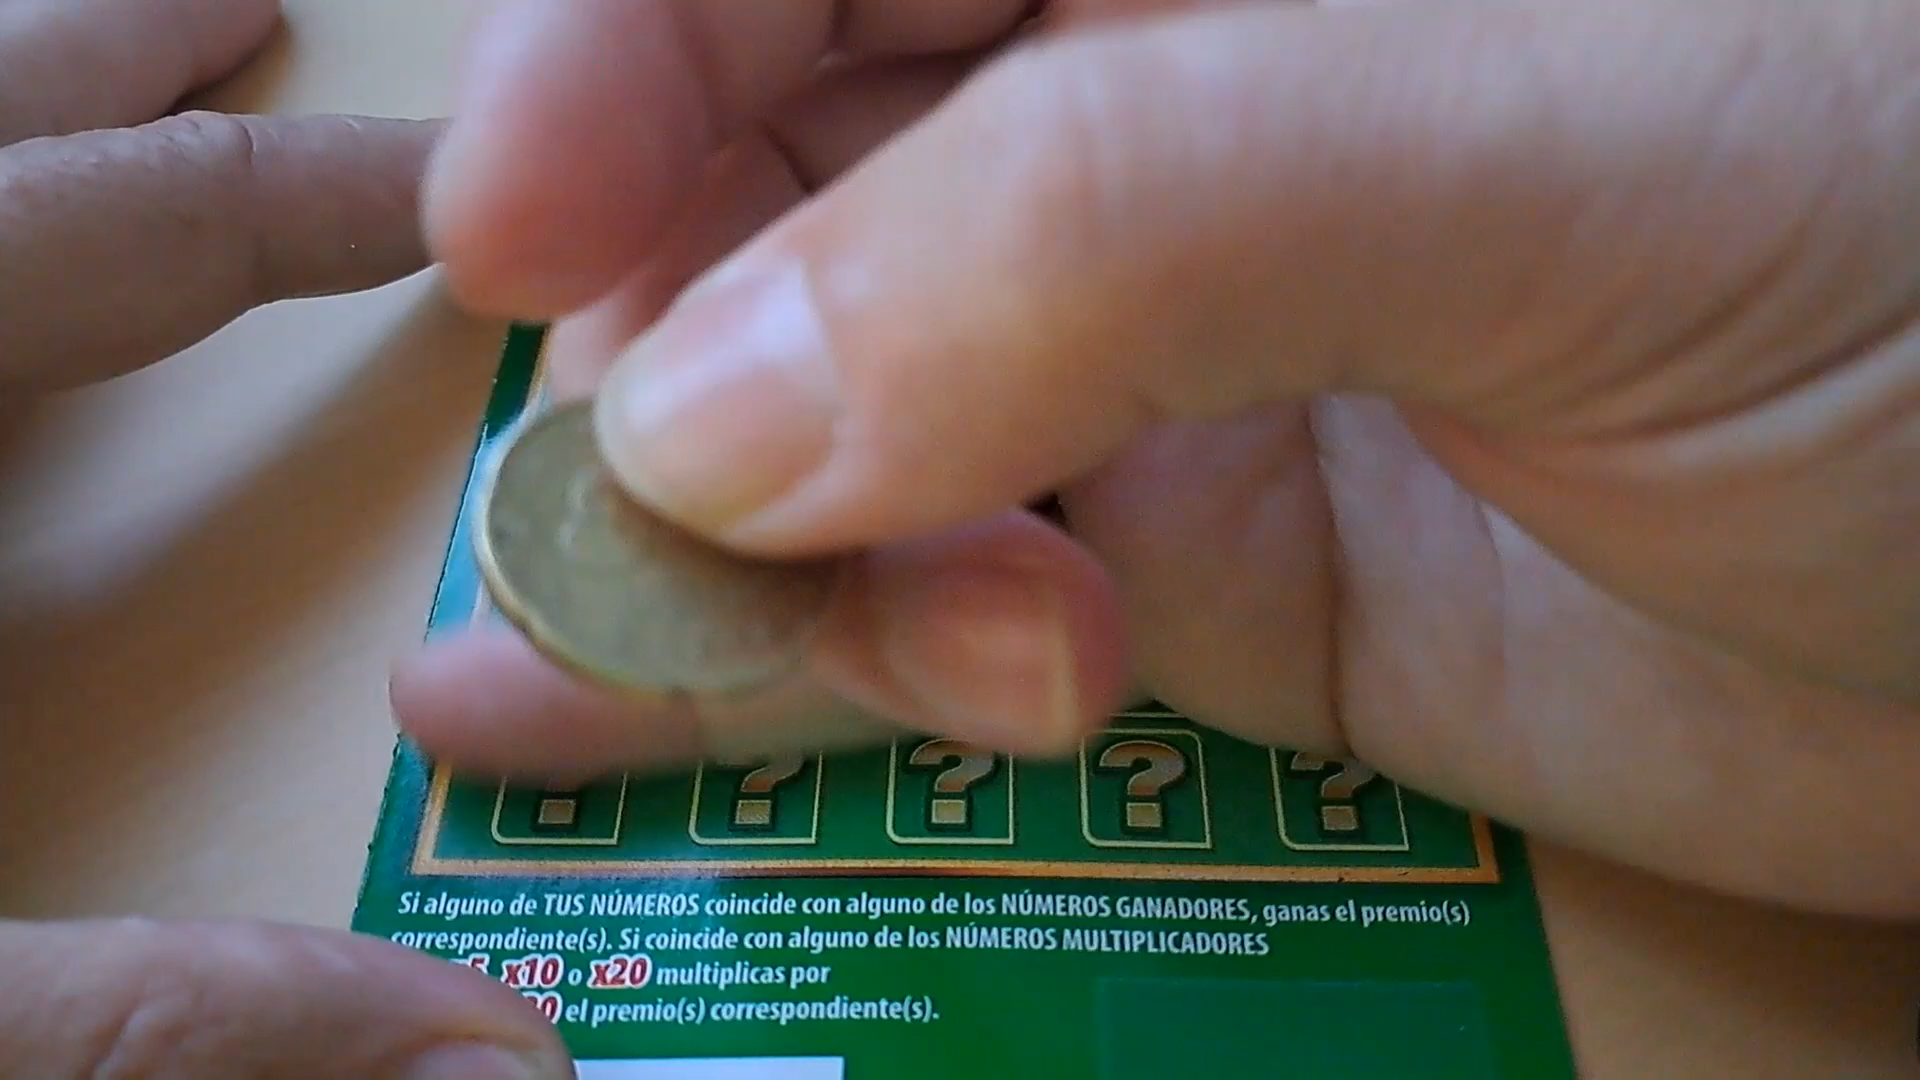 ? ? ? ? ?
Si alguno de TUS NÚMEROS coincide con alguno de los NÚMEROS GANADORES, ganas el premio(s)
correspondiente(s). Si coincide con alguno de los NÚMEROS MULTIPLICADORES
x10 o x20 multiplicas por
el premio(s) correspondiente(s).